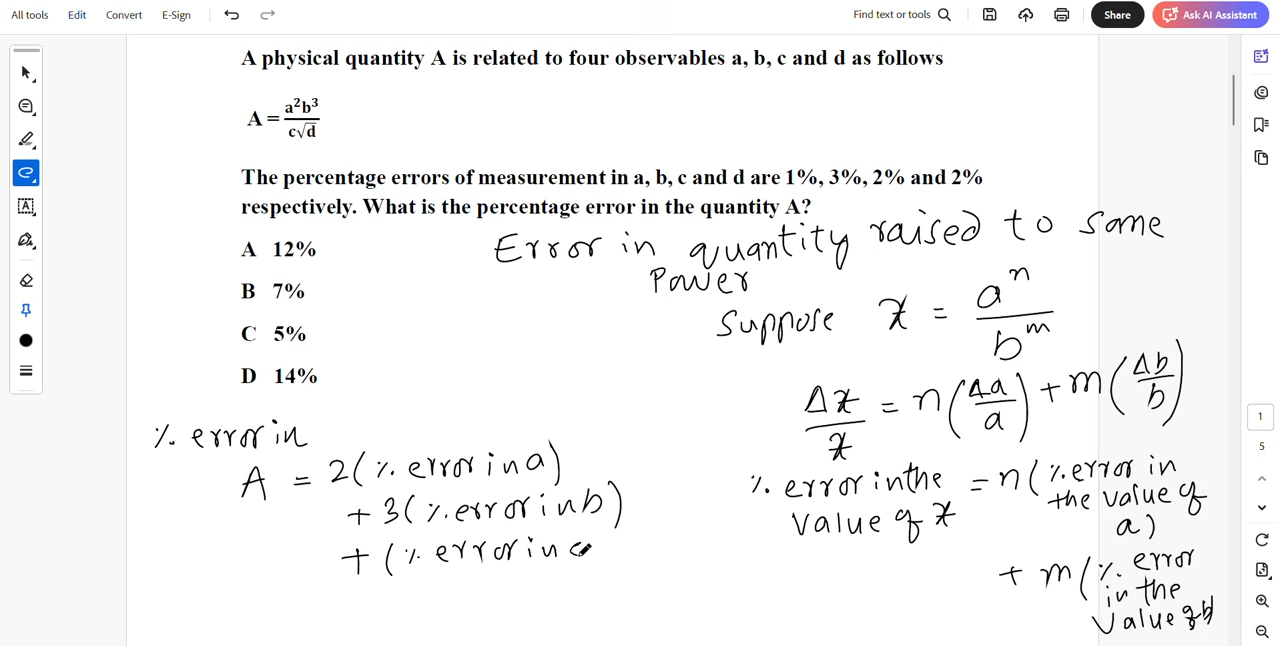 All tools Edit Convert E-Sign Find text or tools Share Ask AI Assistant
A physical quantity A is related to four observables a, b, c and d as follows
A = a²b³ / c√d
The percentage errors of measurement in a, b, c and d are 1%, 3%, 2% and 2%
respectively. What is the percentage error in the quantity A?
A 12%
B 7%
C 5%
D 14%
Error in quantity raised to some
Power
Suppose x = aⁿ / bᵐ
Δx/x = n(Δa/a) + m(Δb/b)
% error in the = n(% error in
value of x the value of
a)
+ m(% error
in the
value of b
% error in
A = 2(% error in a)
+ 3(% error in b)
+ (% error in c
1
5